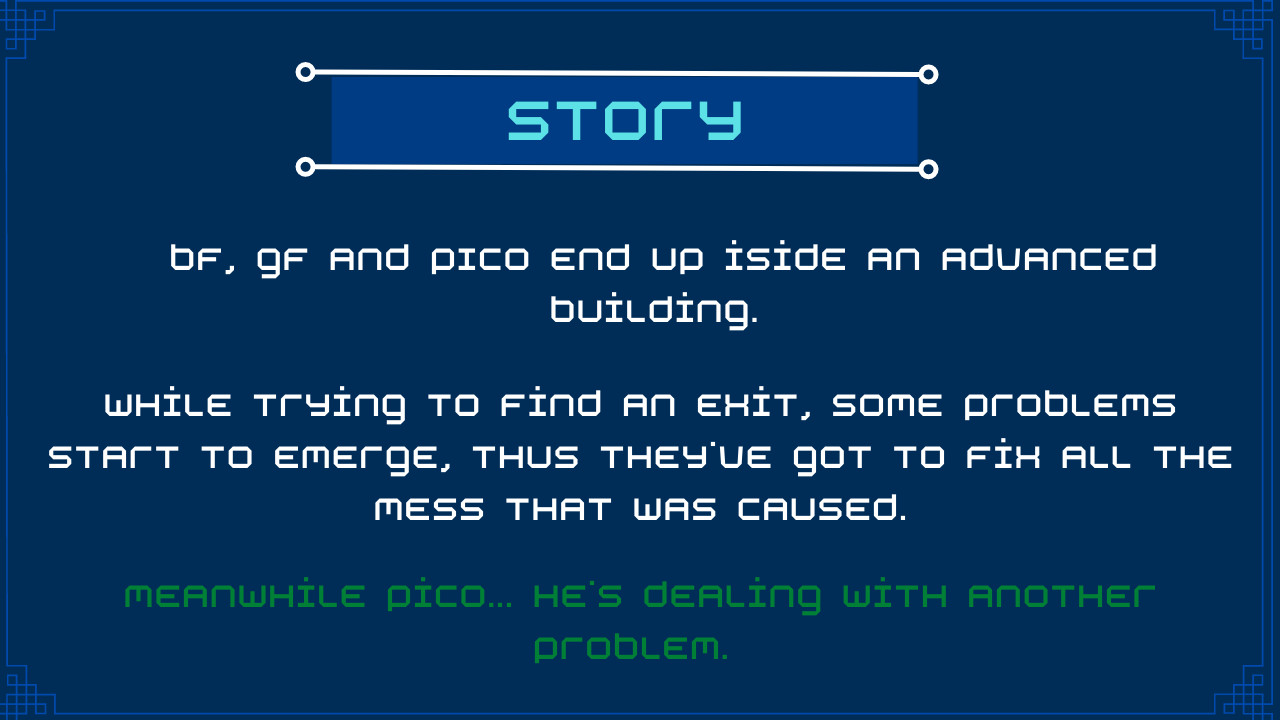 STORY
BF, GF AND PICO END UP ISIDE AN ADVANCED
BUILDING.
WHILE TRYING TO FIND AN EXIT, SOME PROBLEMS
START TO EMERGE, THUS THEY'VE GOT TO FIX ALL THE
MESS THAT WAS CAUSED.
MEANWHILE PICO... HE'S DEALING WITH ANOTHER
PROBLEM.